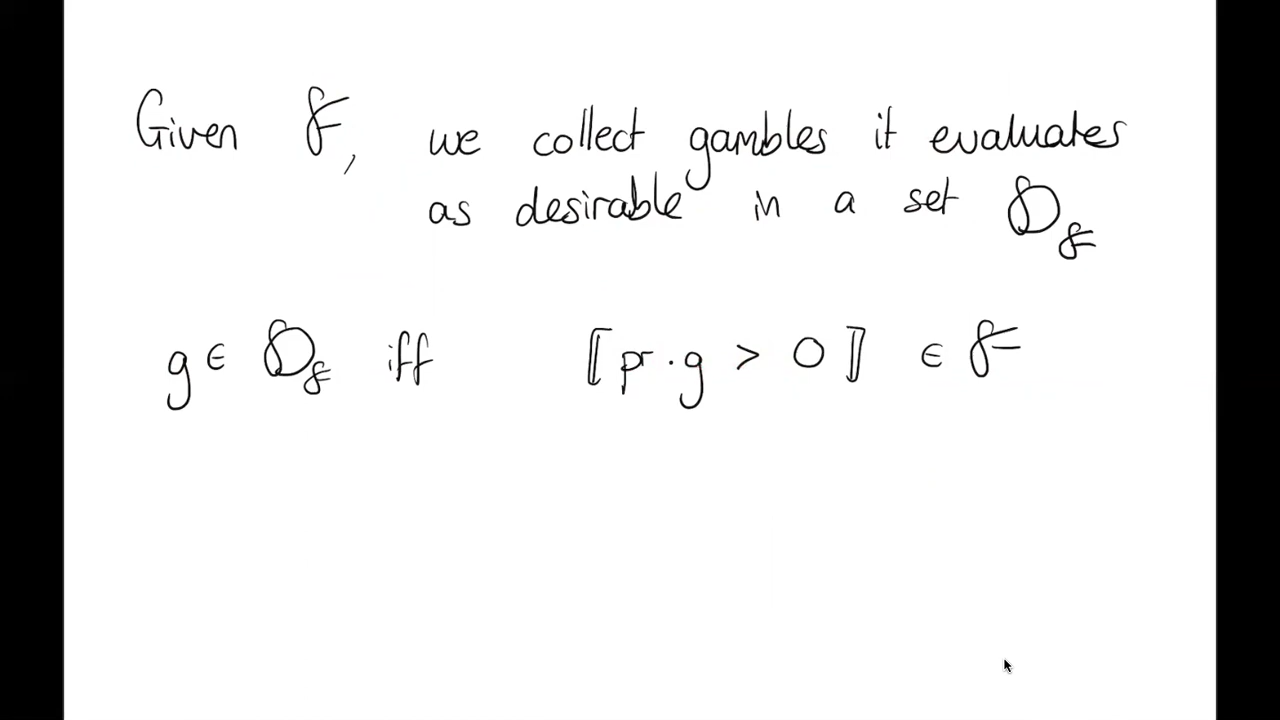 Given ℱ, we collect gambles it evaluates
as desirable in a set 𝒟_ℱ
g ∈ 𝒟_ℱ iff ⟦ pr · g > 0 ⟧ ∈ ℱ